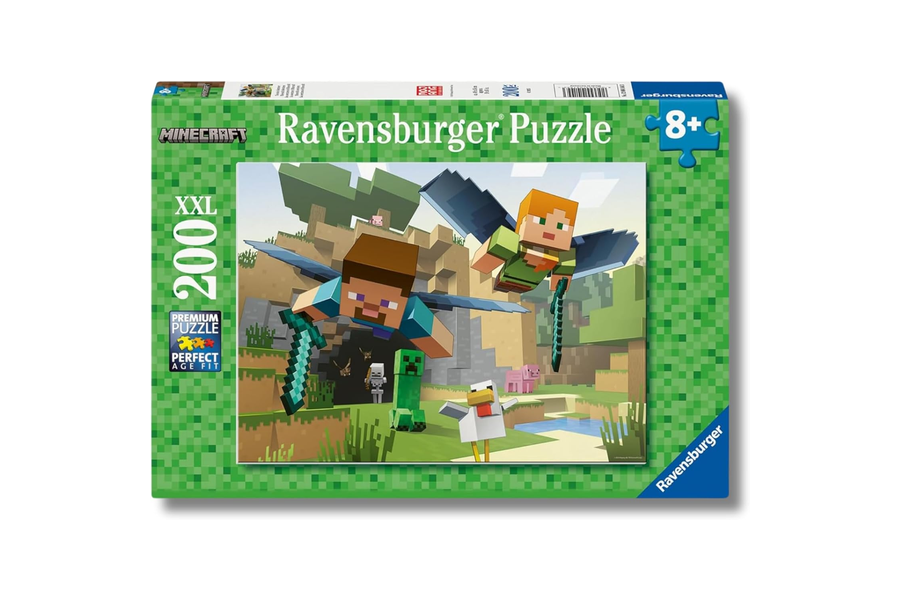 Ravensburger
MINECRAFT
Ravensburger® Puzzle
8+
XXL
200
PREMIUM
PUZZLE
PERFECT
AGE FIT
Ravensburger